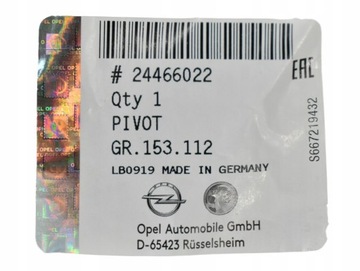 # 24466022
EAC
Qty 1
PIVOT
GR.153.112
LB0919 MADE IN GERMANY
S667219432
Opel Automobile GmbH
D-65423 Rüsselsheim